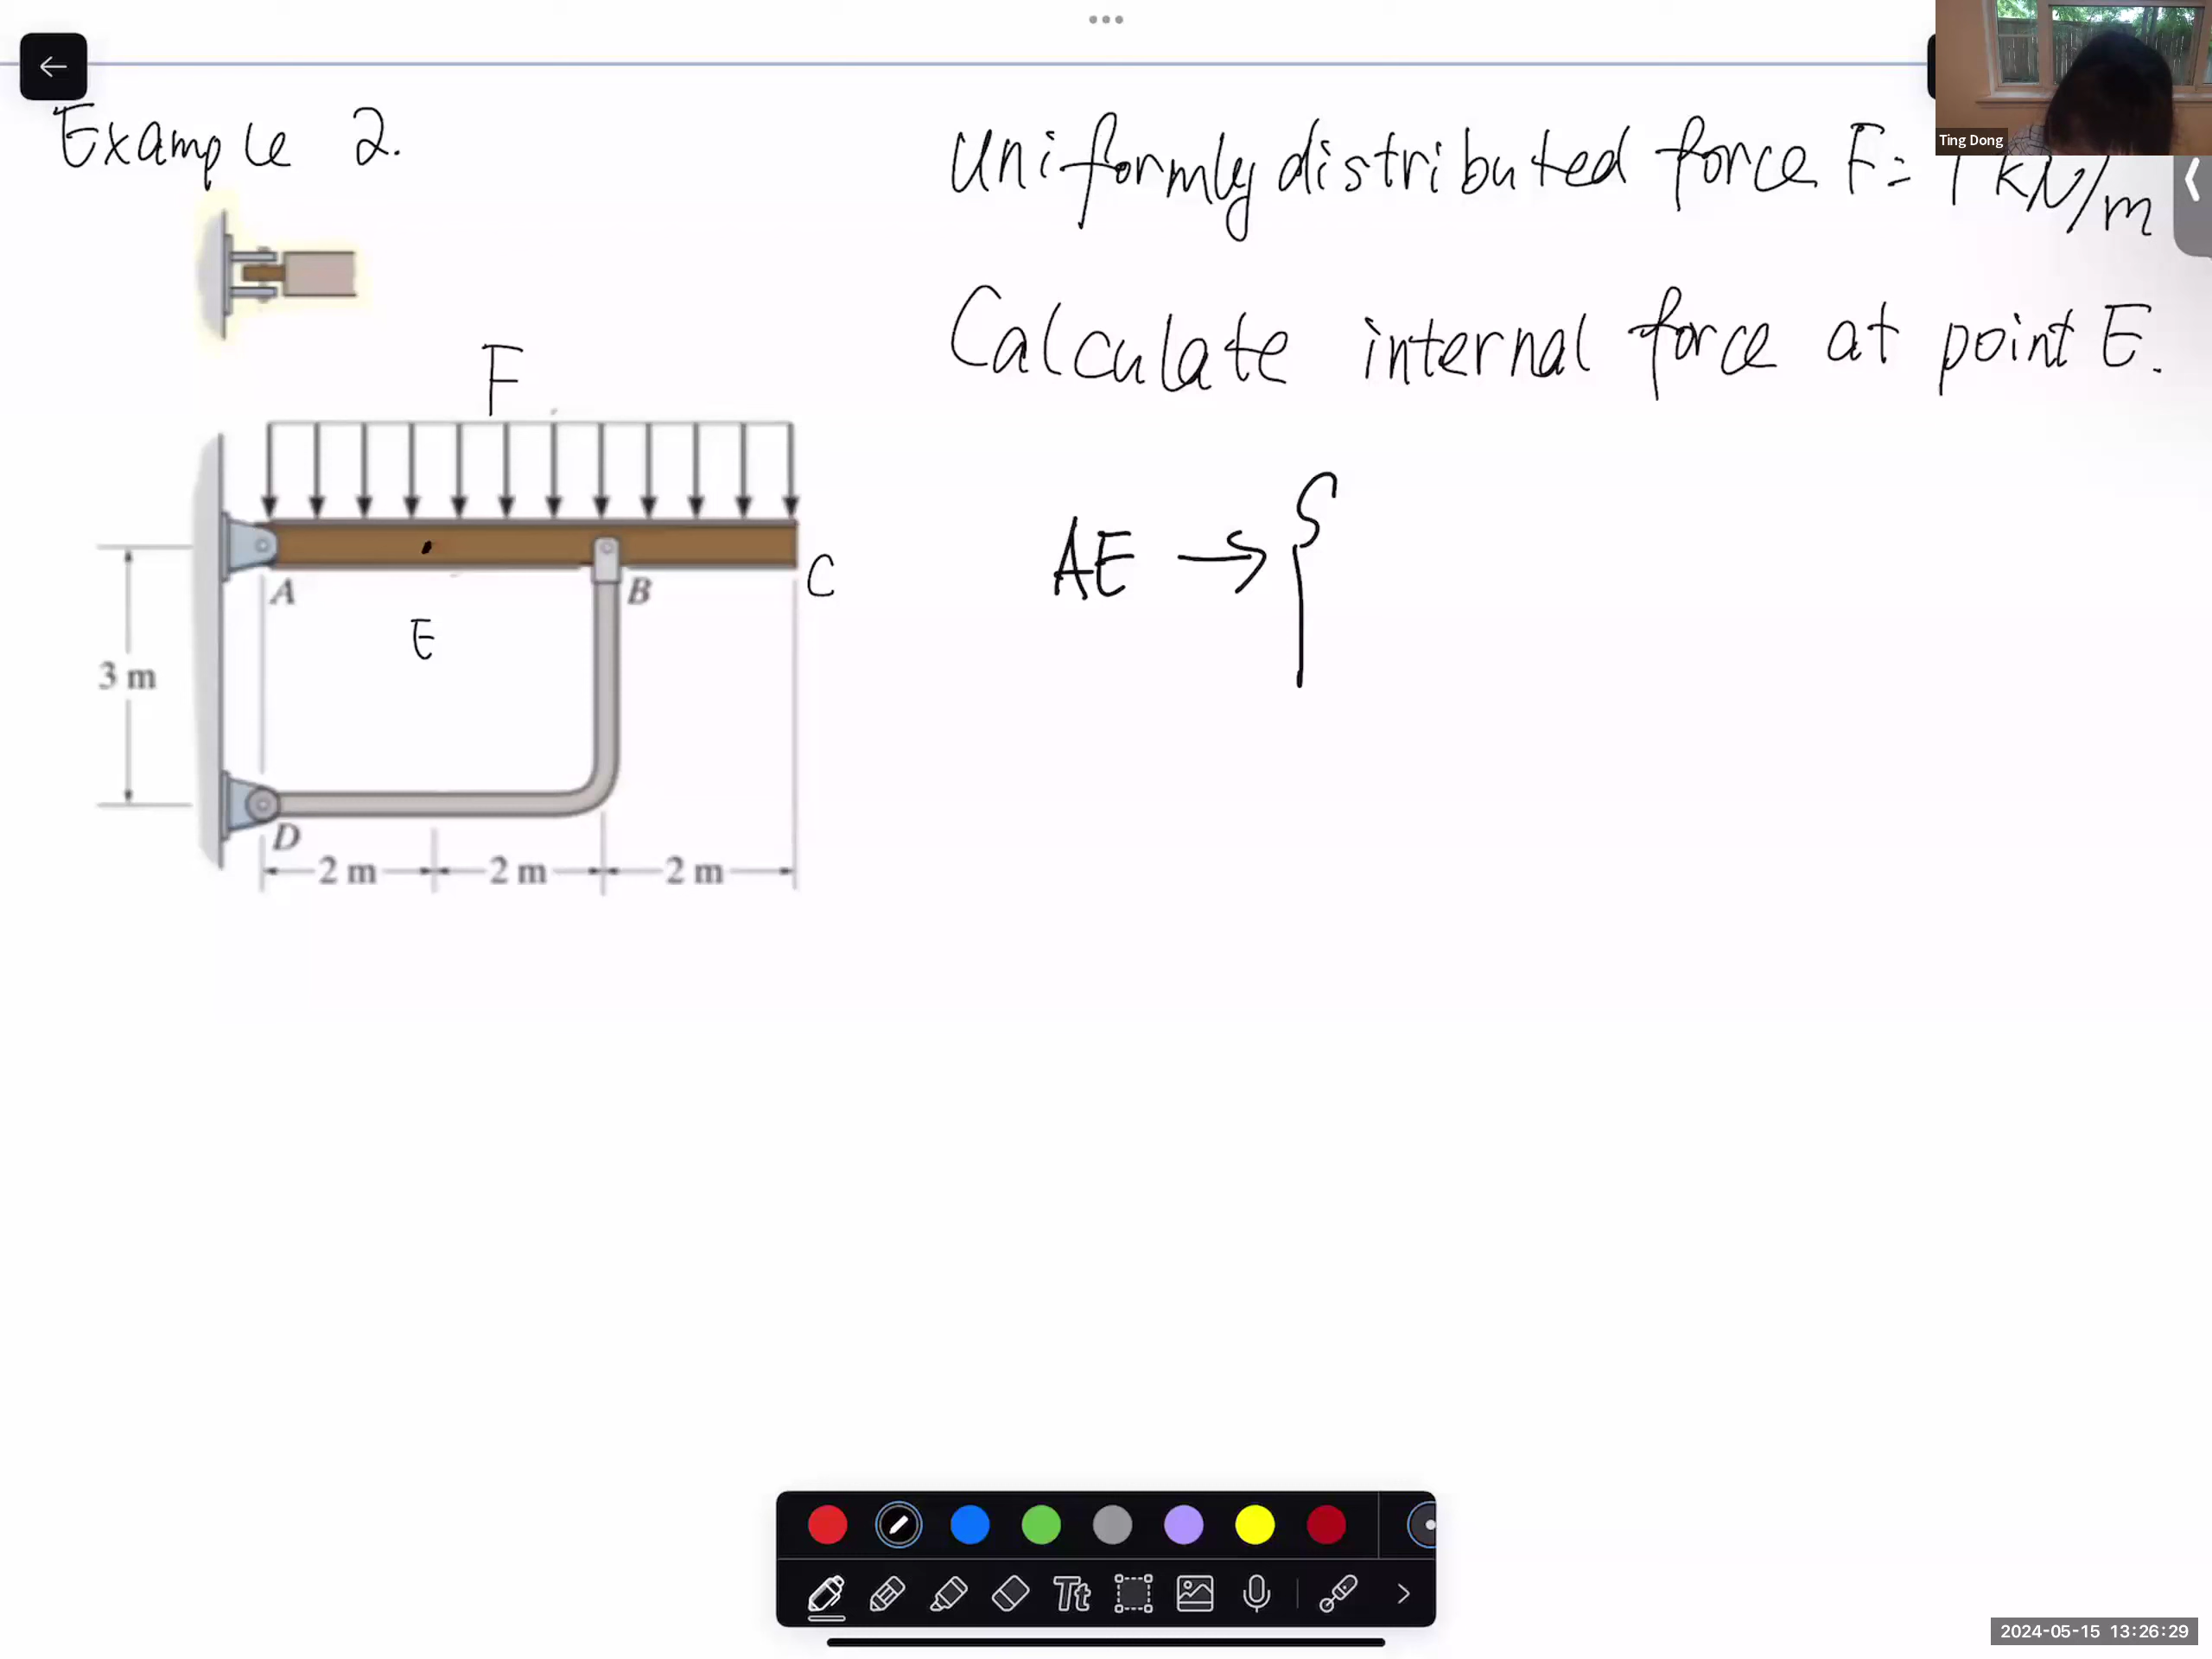 Example 2.
Uniformly distributed force F = 1 kN/m
Ting Dong
Calculate internal force at point E.
F
AE →
A
B
C
E
3 m
D
2 m 2 m 2 m
Tt
2024-05-15 13:26:29